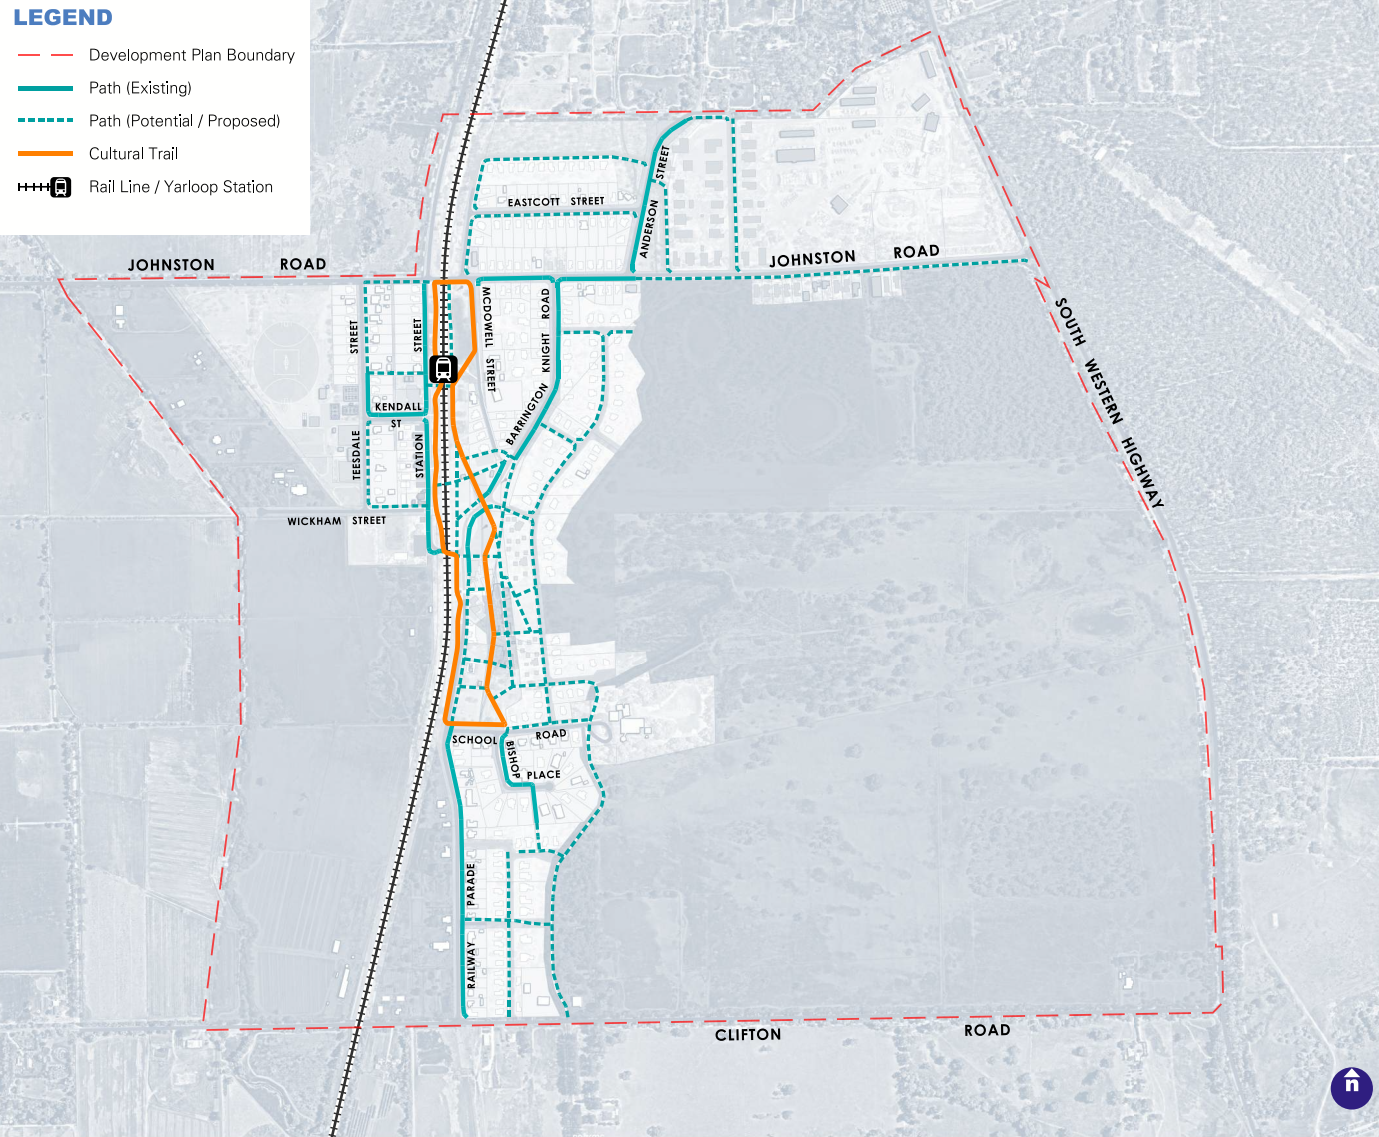 LEGEND
Development Plan Boundary
Path (Existing)
Path (Potential / Proposed)
Cultural Trail
Rail Line / Yarloop Station
EASTCOTT STREET
ANDERSON STREET
JOHNSTON ROAD
JOHNSTON ROAD
TEESDALE STREET
STATION STREET
MCDOWELL STREET
BARRINGTON KNIGHT ROAD
KENDALL
ST
WICKHAM STREET
SOUTH WESTERN HIGHWAY
SCHOOL ROAD
BISHOP PLACE
RAILWAY PARADE
CLIFTON ROAD
n